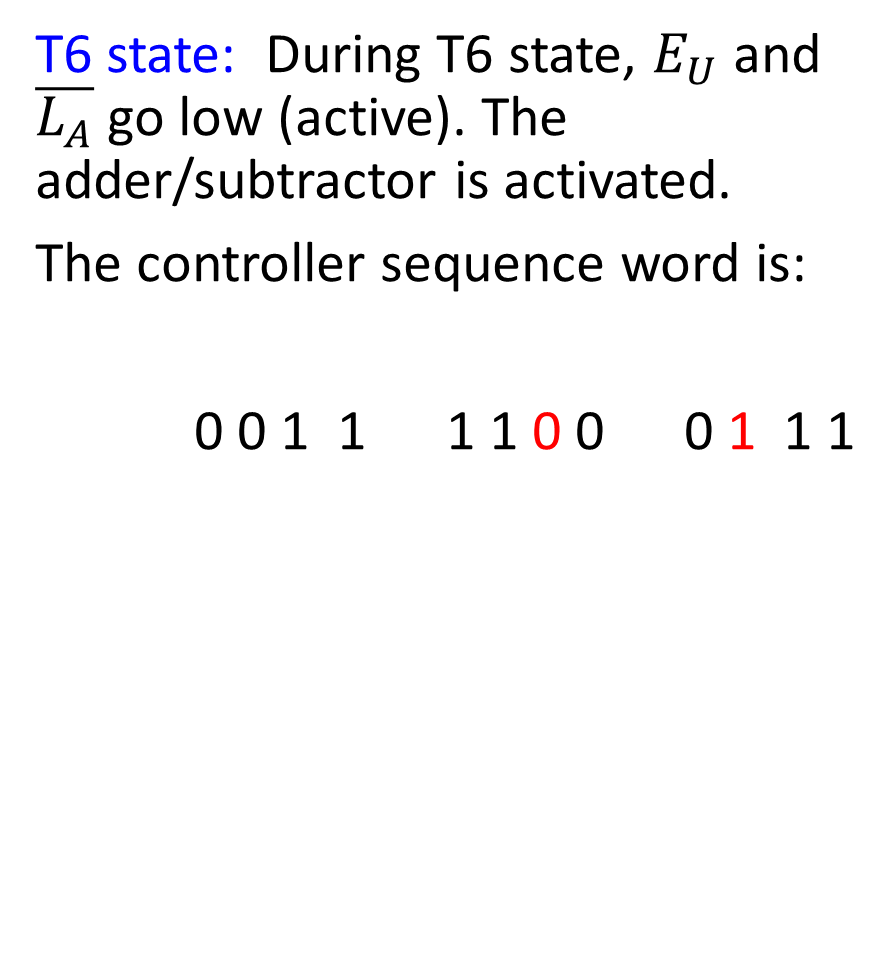 T6 state: During T6 state, $E_U$ and
$\overline{L_A}$ go low (active). The
adder/subtractor is activated.
The controller sequence word is:
0 0 1 1 1 1 0 0 0 1 1 1